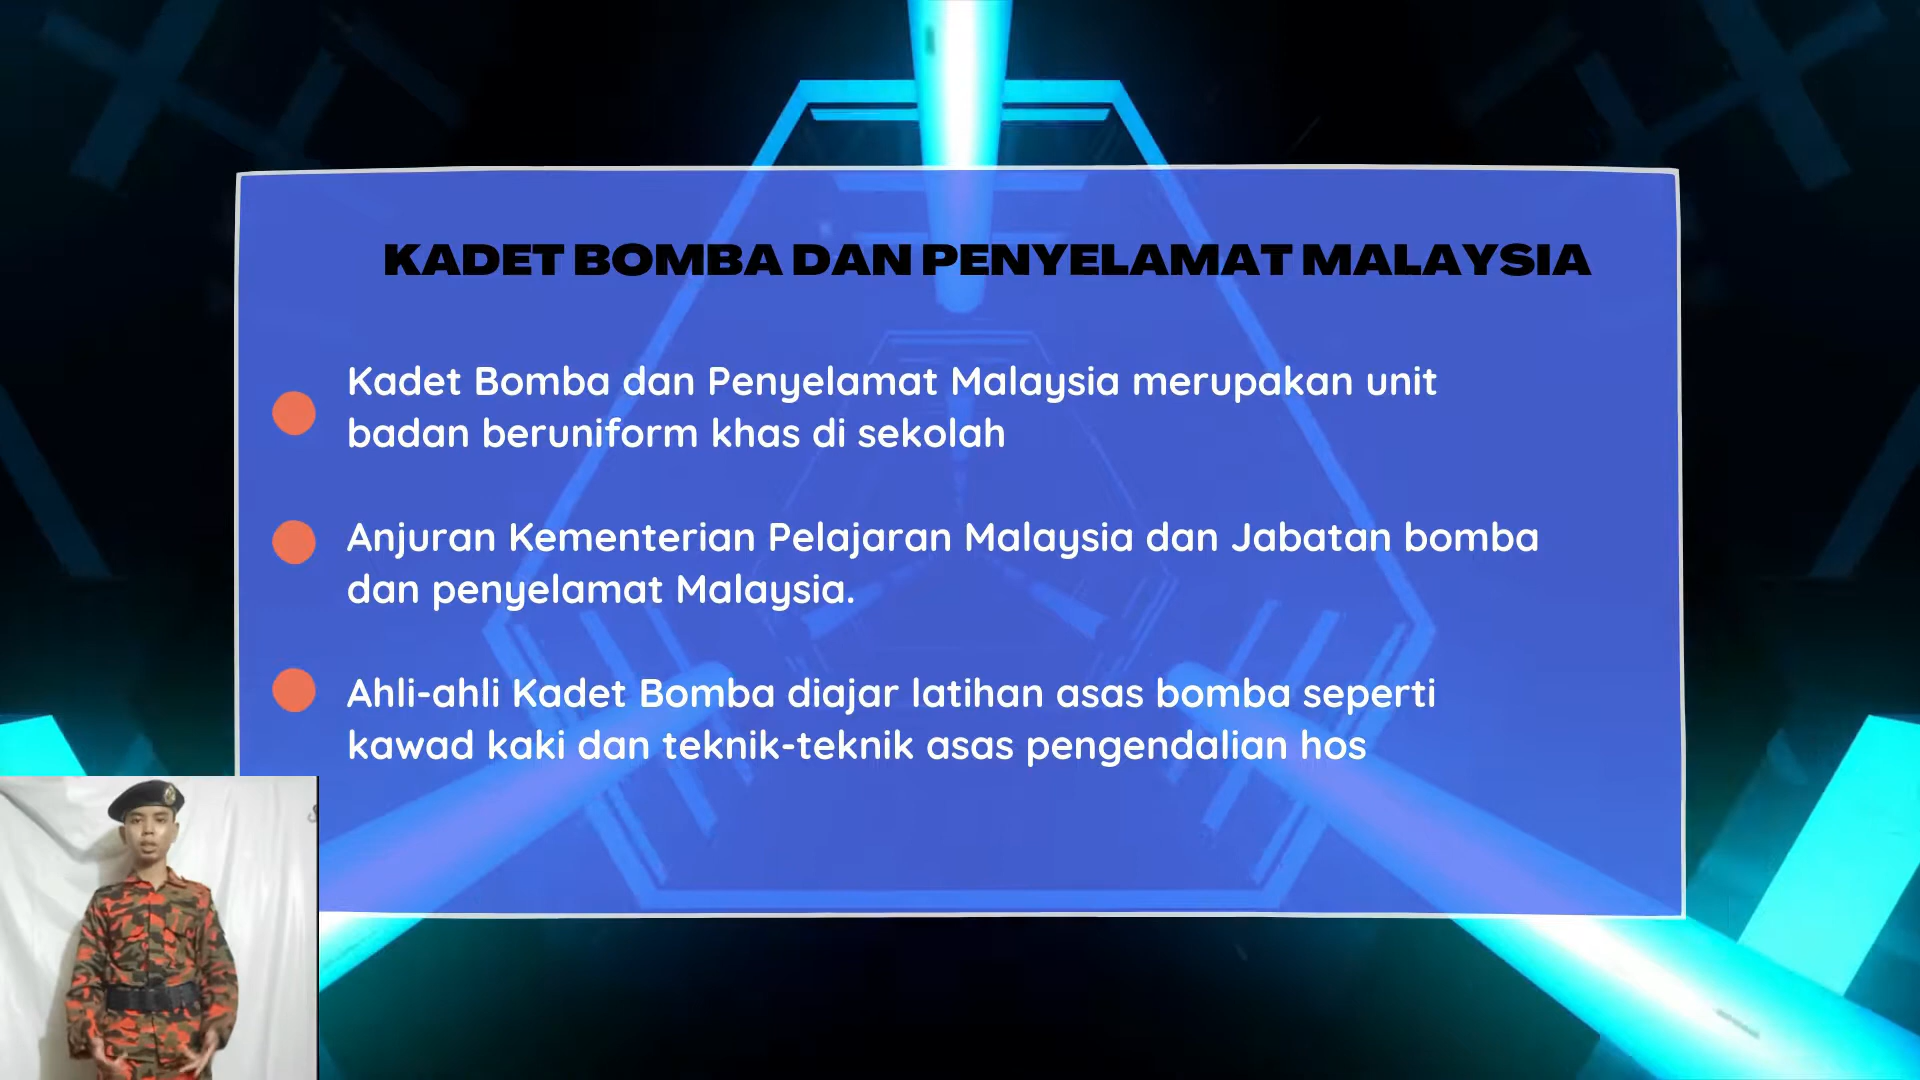 KADET BOMBA DAN PENYELAMAT MALAYSIA
Kadet Bomba dan Penyelamat Malaysia merupakan unit
badan beruniform khas di sekolah
Anjuran Kementerian Pelajaran Malaysia dan Jabatan bomba
dan penyelamat Malaysia.
Ahli-ahli Kadet Bomba diajar latihan asas bomba seperti
kawad kaki dan teknik-teknik asas pengendalian hos